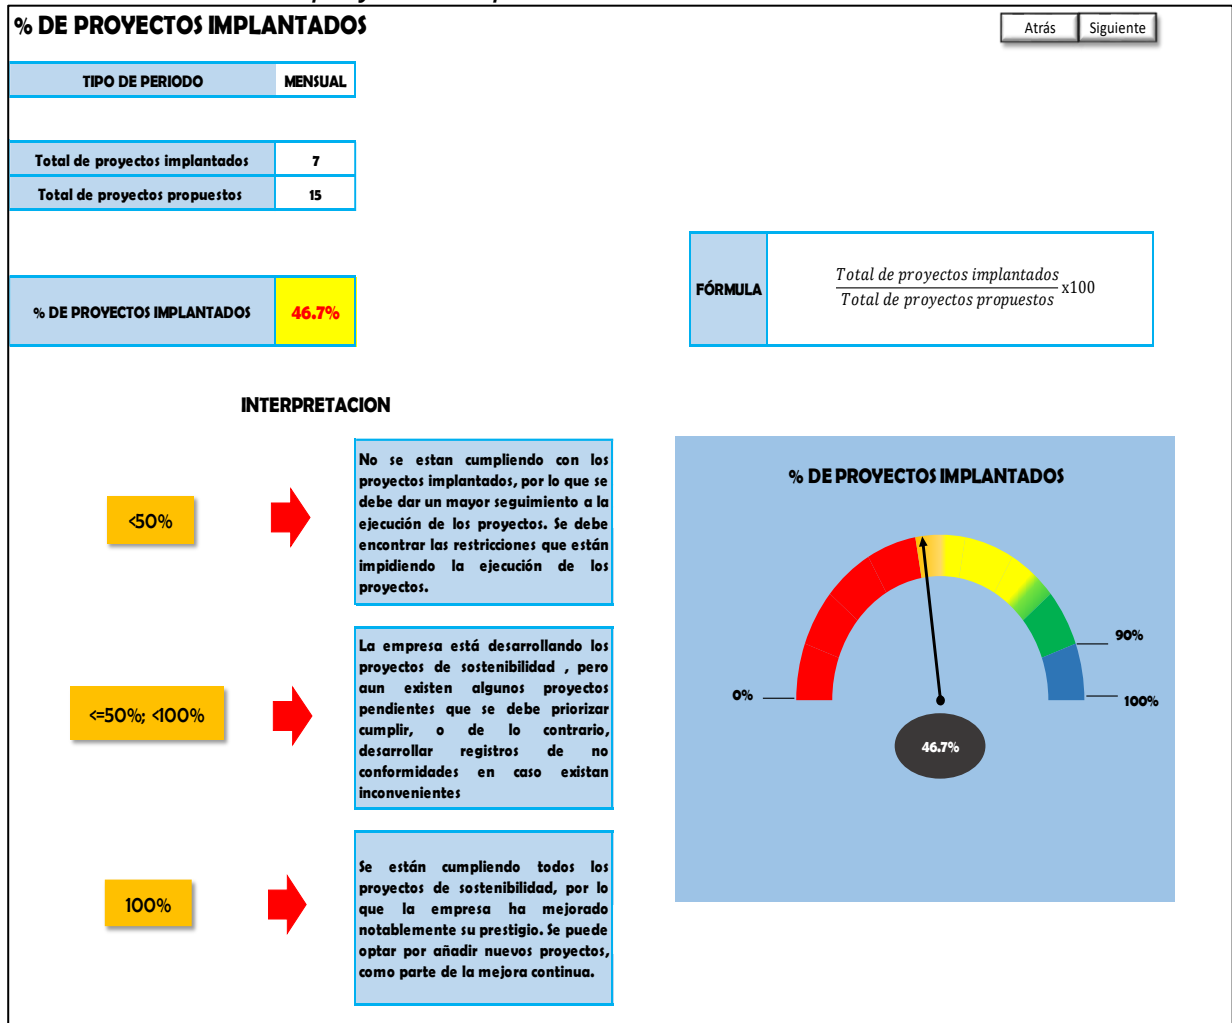 % DE PROYECTOS IMPLANTADOS
Atrás
Siguiente
TIPO DE PERIODO MENSUAL
Total de proyectos implantados 7
Total de proyectos propuestos 15
% DE PROYECTOS IMPLANTADOS 46.7%
FÓRMULA
Total de proyectos implantados
Total de proyectos propuestos
x100
INTERPRETACION
<50%
No se estan cumpliendo con los
proyectos implantados, por lo que se
debe dar un mayor seguimiento a la
ejecución de los proyectos. Se debe
encontrar las restricciones que están
impidiendo la ejecución de los
proyectos.
<=50%; <100%
La empresa está desarrollando los
proyectos de sostenibilidad , pero
aun existen algunos proyectos
pendientes que se debe priorizar
cumplir, o de lo contrario,
desarrollar registros de no
conformidades en caso existan
inconvenientes
100%
Se están cumpliendo todos los
proyectos de sostenibilidad, por lo
que la empresa ha mejorado
notablemente su prestigio. Se puede
optar por añadir nuevos proyectos,
como parte de la mejora continua.
% DE PROYECTOS IMPLANTADOS
90%
0%
100%
46.7%